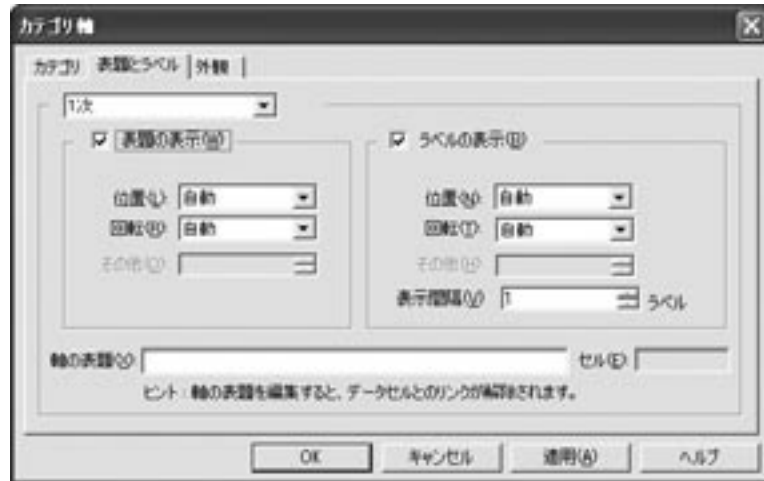 カテゴリ軸
カテゴリ 表題とラベル 外観
1次
表題の表示(W)
位置(L) 自動
回転(R) 自動
その他(O)
ラベルの表示(B)
位置(N) 自動
回転(T) 自動
その他(H)
表示間隔(V) 1 ラベル
軸の表題(X) セル(E)
ヒント：軸の表題を編集すると、データセルとのリンクが解除されます。
OK キャンセル 適用(A) ヘルプ